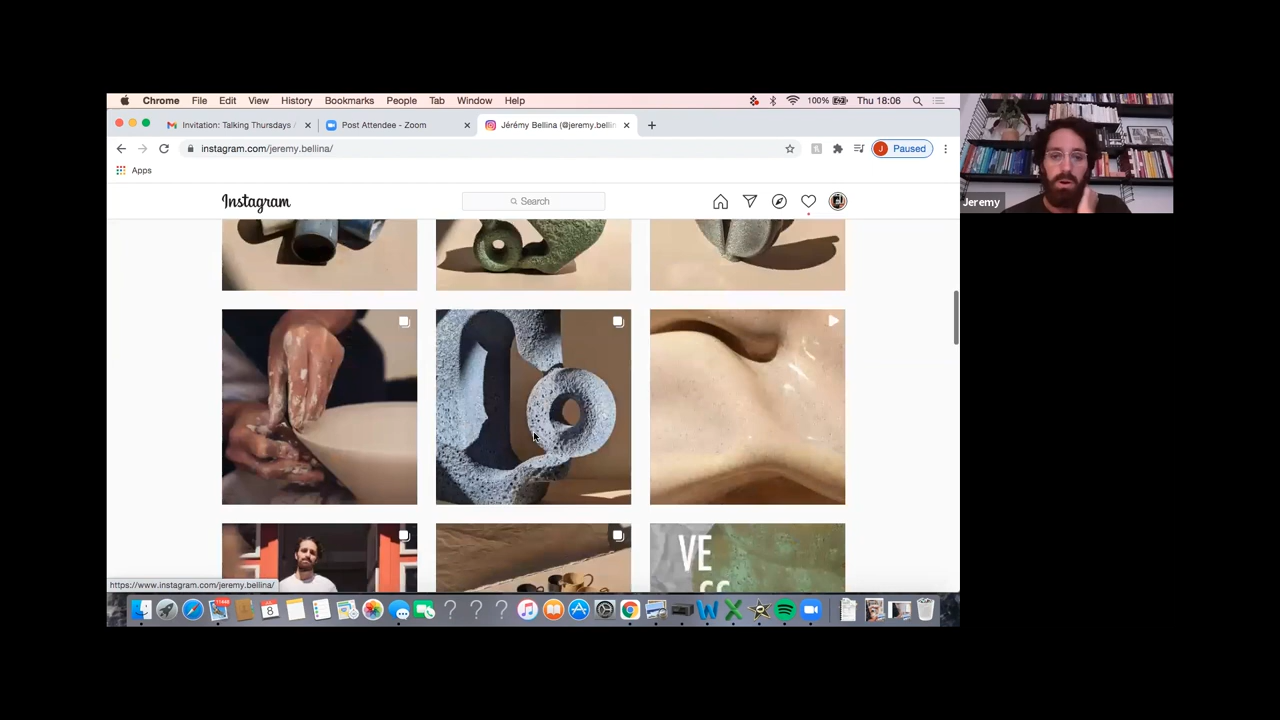 Chrome File Edit View History Bookmarks People Tab Window Help 100% Thu 18:06
Invitation: Talking Thursdays / Post Attendee - Zoom Jérémy Bellina (@jeremy.bellin
instagram.com/jeremy.bellina/ J Paused
Apps
Instagram Search
Jeremy
VE
https://www.instagram.com/jeremy.bellina/
8 ? ? ? W X